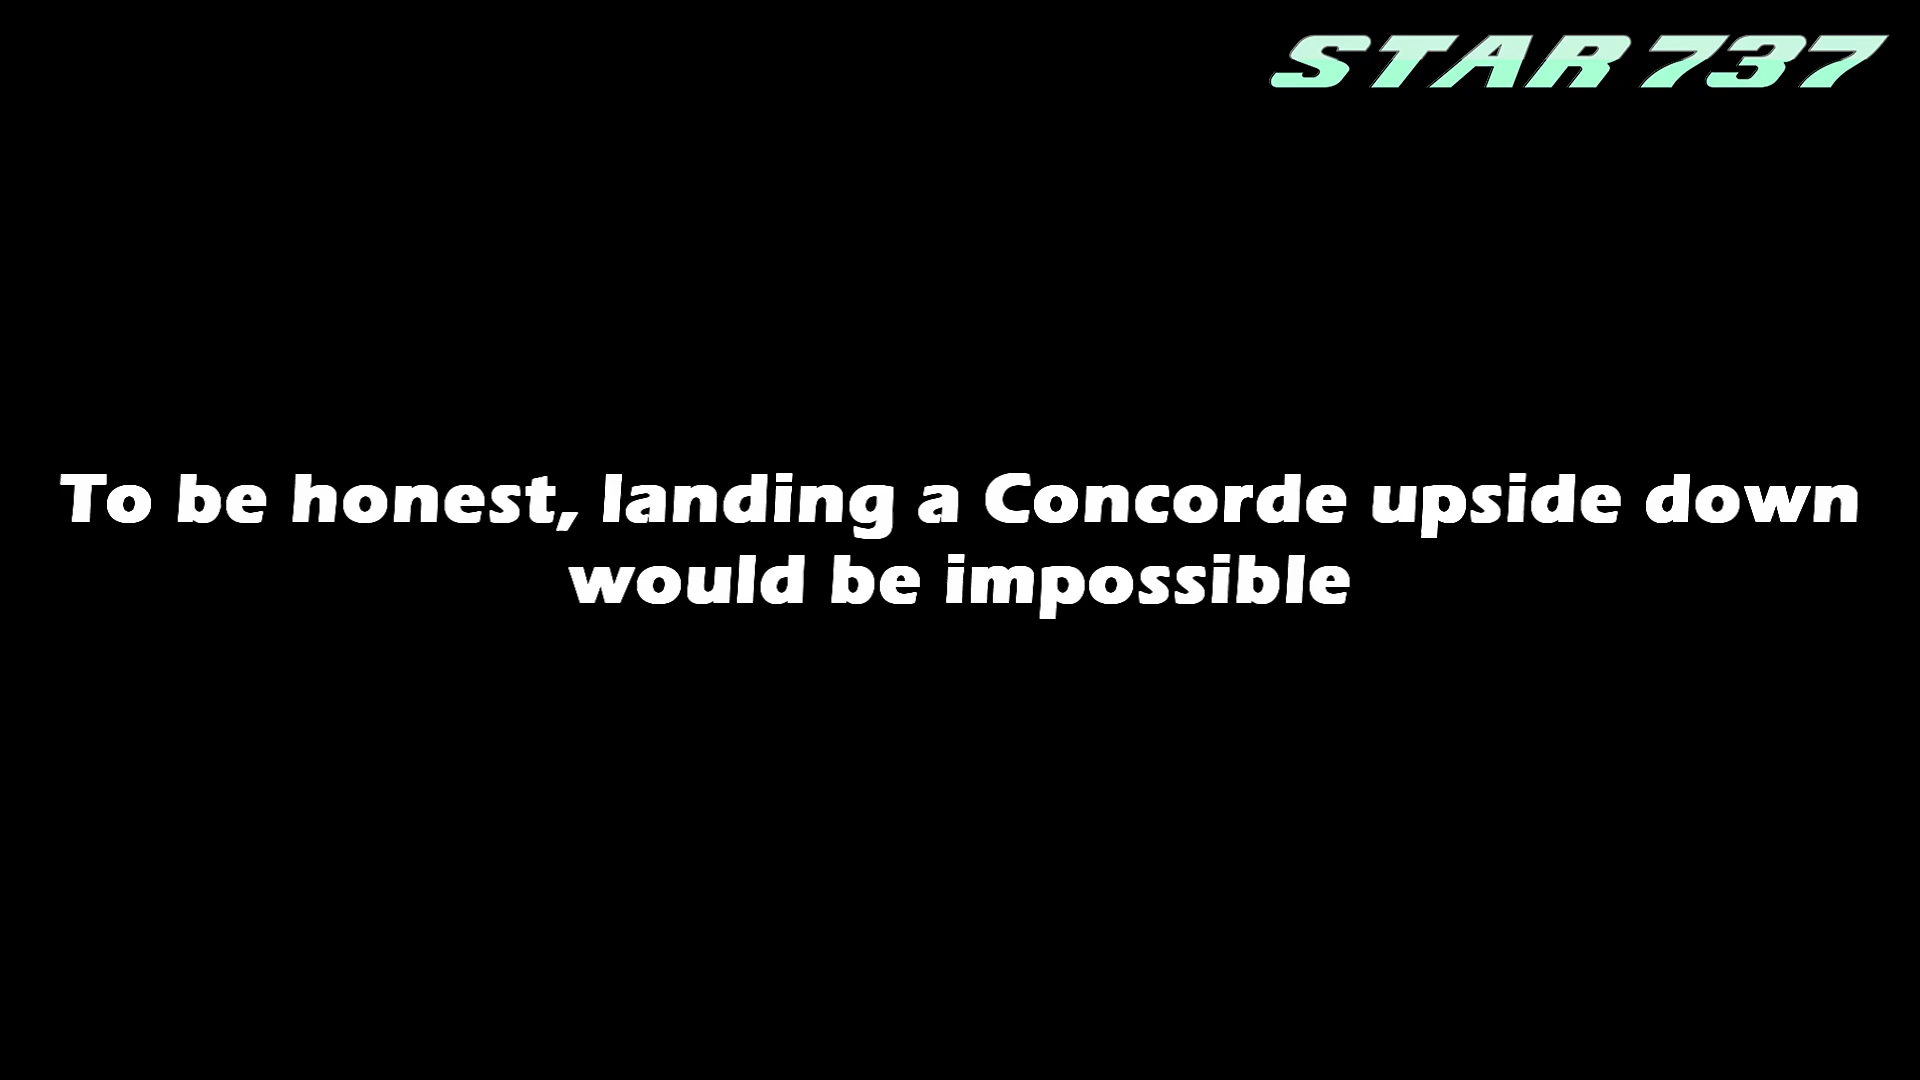 STAR 737
To be honest, landing a Concorde upside down
would be impossible